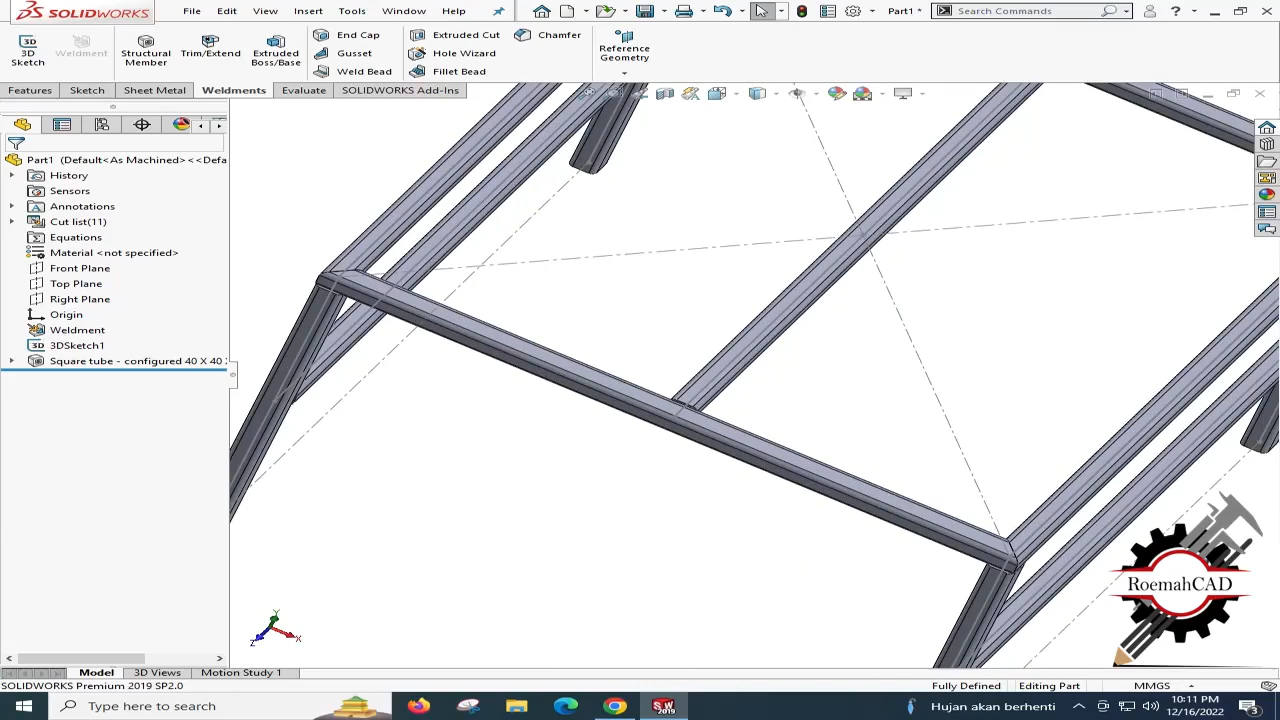 SOLIDWORKS
File Edit View Insert Tools Window Help
Part1 *
Search Commands
3D Sketch
Weldment
Structural Member
Trim/Extend
Extruded Boss/Base
End Cap
Gusset
Weld Bead
Extruded Cut
Hole Wizard
Fillet Bead
Chamfer
Reference Geometry
Features Sketch Sheet Metal Weldments Evaluate SOLIDWORKS Add-Ins
Part1 (Default<As Machined><<Defa
History
Sensors
Annotations
Cut list(11)
Equations
Material <not specified>
Front Plane
Top Plane
Right Plane
Origin
Weldment
3DSketch1
Square tube - configured 40 X 40
Y
X
Z
RoemahCAD
Model 3D Views Motion Study 1
SOLIDWORKS Premium 2019 SP2.0
Fully Defined Editing Part MMGS
Type here to search
SW
2019
Hujan akan berhenti
10:11 PM
12/16/2022
3